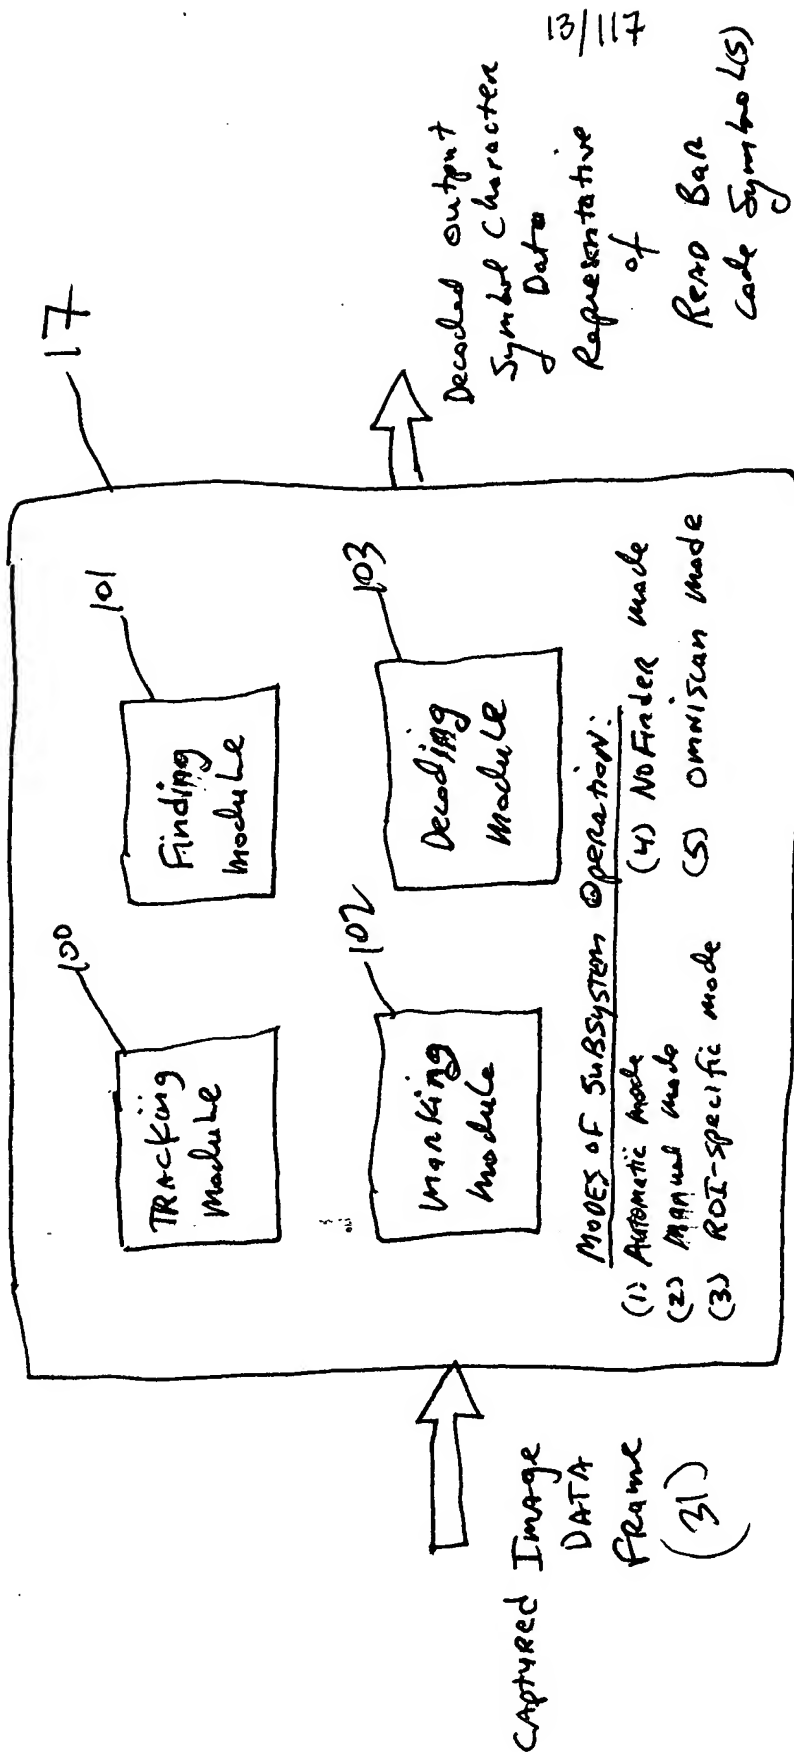 13/117
17
100
TRACKING
Module
101
Finding
Module
102
Marking
Module
103
Decoding
Module
MODES OF SUBSYSTEM OPERATION:
(1) Automatic Mode
(2) Manual Mode
(3) ROI-specific Mode
(4) NOFinder Mode
(5) OMNISCAN Mode
CAPTURED IMAGE
DATA
FRAME
(31)
Decoded output
Symbol Character
Data
Representative
of
READ BAR
Code Symbol(s)